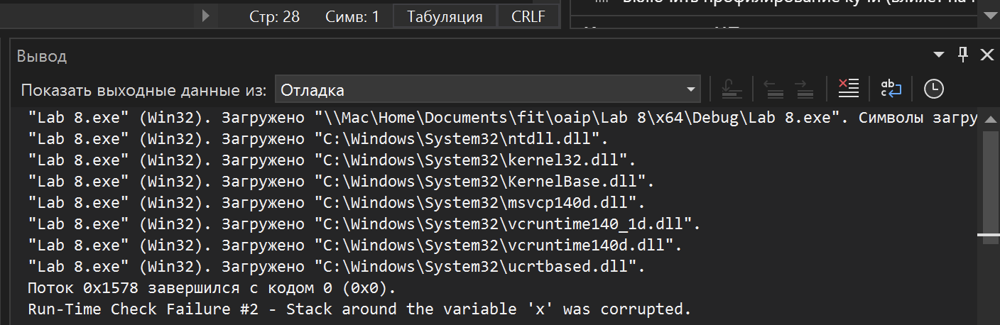 Стр: 28 Симв: 1 Табуляция CRLF
Вывод
Показать выходные данные из: Отладка
"Lab 8.exe" (Win32). Загружено "\\Mac\Home\Documents\fit\oaip\Lab 8\x64\Debug\Lab 8.exe". Символы загру
"Lab 8.exe" (Win32). Загружено "C:\Windows\System32\ntdll.dll".
"Lab 8.exe" (Win32). Загружено "C:\Windows\System32\kernel32.dll".
"Lab 8.exe" (Win32). Загружено "C:\Windows\System32\KernelBase.dll".
"Lab 8.exe" (Win32). Загружено "C:\Windows\System32\msvcp140d.dll".
"Lab 8.exe" (Win32). Загружено "C:\Windows\System32\vcruntime140_1d.dll".
"Lab 8.exe" (Win32). Загружено "C:\Windows\System32\vcruntime140d.dll".
"Lab 8.exe" (Win32). Загружено "C:\Windows\System32\ucrtbased.dll".
Поток 0x1578 завершился с кодом 0 (0x0).
Run-Time Check Failure #2 - Stack around the variable 'x' was corrupted.